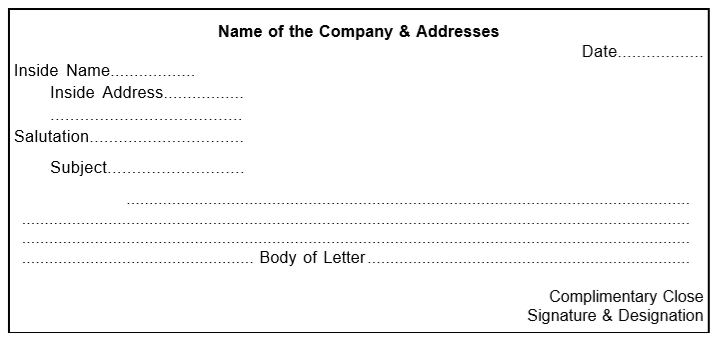 Name of the Company & Addresses
Date..................
Inside Name..................
Inside Address.................
.......................................
Salutation................................
Subject............................
.....................................................................................................................
...........................................................................................................................................
...........................................................................................................................................
................................................ Body of Letter...................................................................
Complimentary Close
Signature & Designation